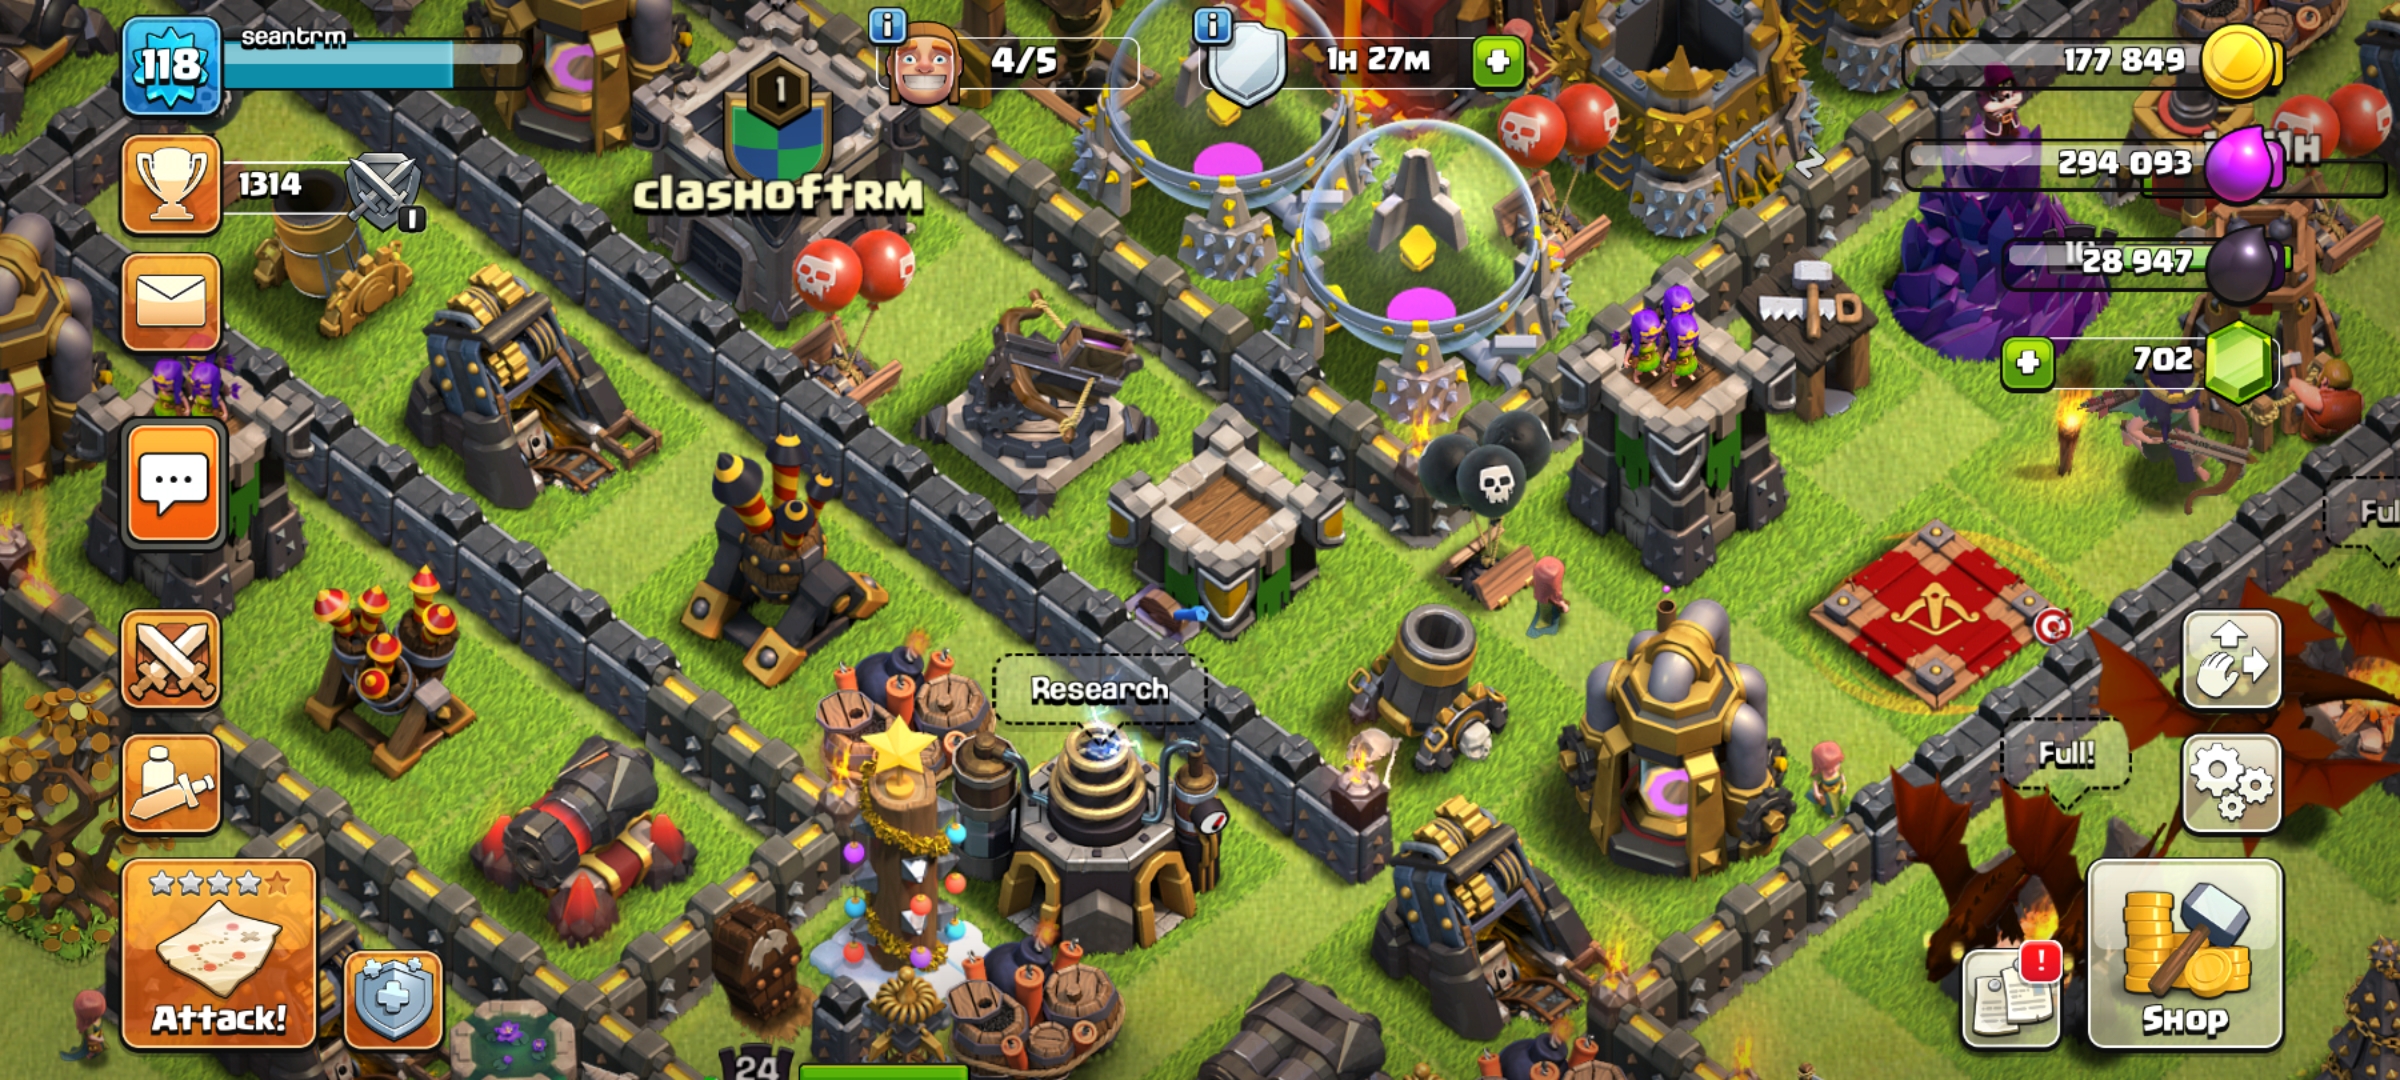 118
seantrm
4/5
1H 27M
177 849
1
1314
clashoftrm
294 093
I
28 947
702
Research
Full!
Attack!
Shop
24